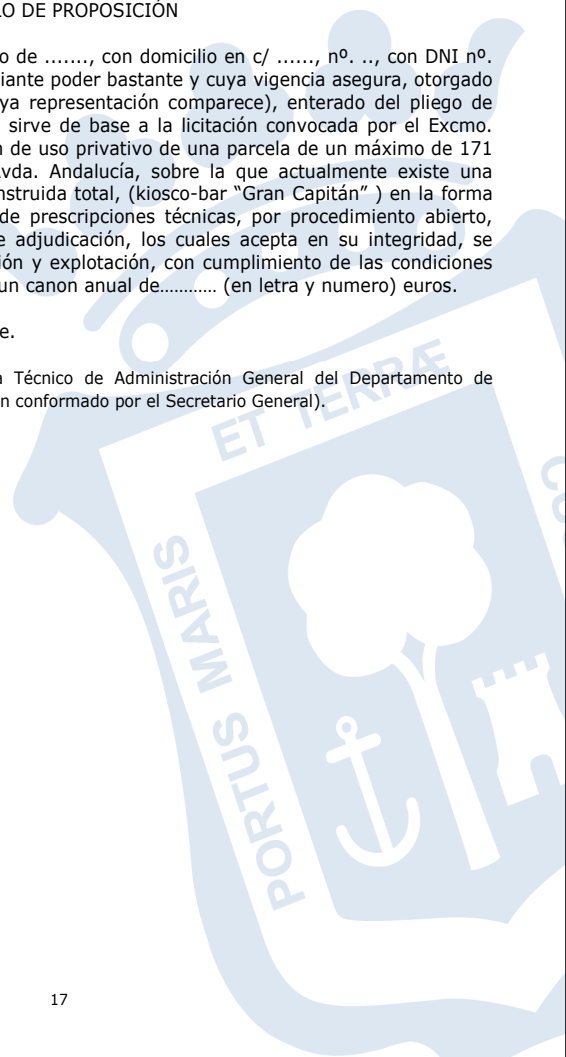 LO DE PROPOSICIÓN
o de ......., con domicilio en c/ ......, nº. .., con DNI nº.
diante poder bastante y cuya vigencia asegura, otorgado
ya representación comparece), enterado del pliego de
sirve de base a la licitación convocada por el Excmo.
n de uso privativo de una parcela de un máximo de 171
Avda. Andalucía, sobre la que actualmente existe una
nstruida total, (kiosco-bar “Gran Capitán” ) en la forma
de prescripciones técnicas, por procedimiento abierto,
e adjudicación, los cuales acepta en su integridad, se
ión y explotación, con cumplimiento de las condiciones
un canon anual de………… (en letra y numero) euros.
e.
a Técnico de Administración General del Departamento de
n conformado por el Secretario General).
ET TERRÆ
PORTUS MARIS
17